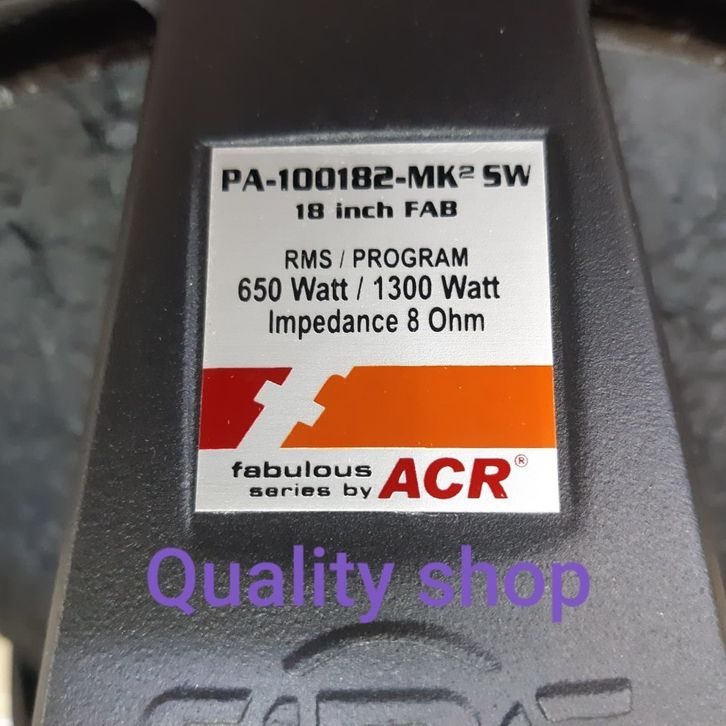 PA-100182-MK² SW
18 inch FAB
RMS / PROGRAM
650 Watt / 1300 Watt
Impedance 8 Ohm
fabulous
series by ACR®
Quality shop